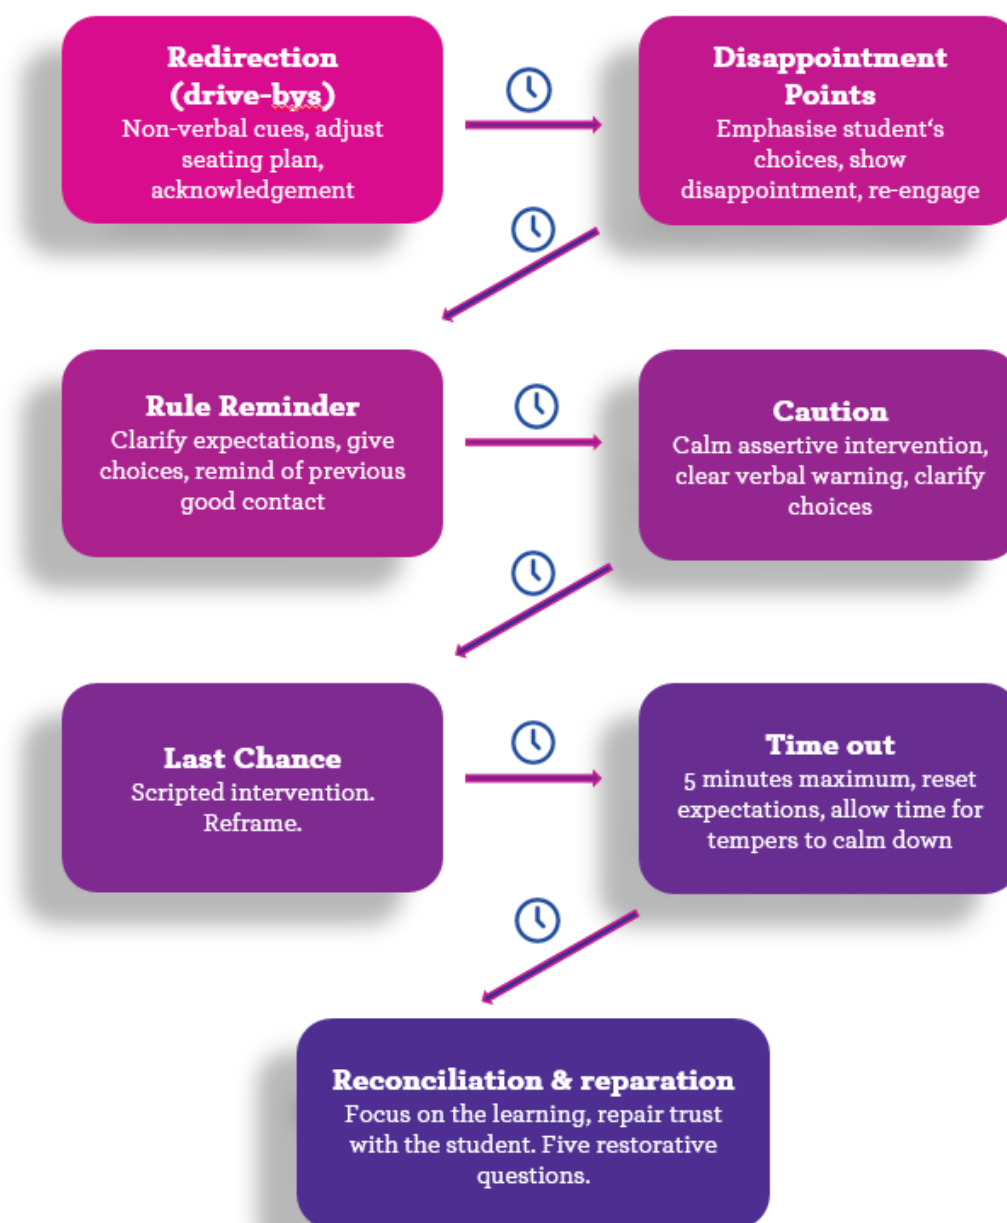 Redirection
(drive-bys)
Non-verbal cues, adjust
seating plan,
acknowledgement
Disappointment
Points
Emphasise student‘s
choices, show
disappointment, re-engage
Rule Reminder
Clarify expectations, give
choices, remind of previous
good contact
Caution
Calm assertive intervention,
clear verbal warning, clarify
choices
Last Chance
Scripted intervention.
Reframe.
Time out
5 minutes maximum, reset
expectations, allow time for
tempers to calm down
Reconciliation & reparation
Focus on the learning, repair trust
with the student. Five restorative
questions.